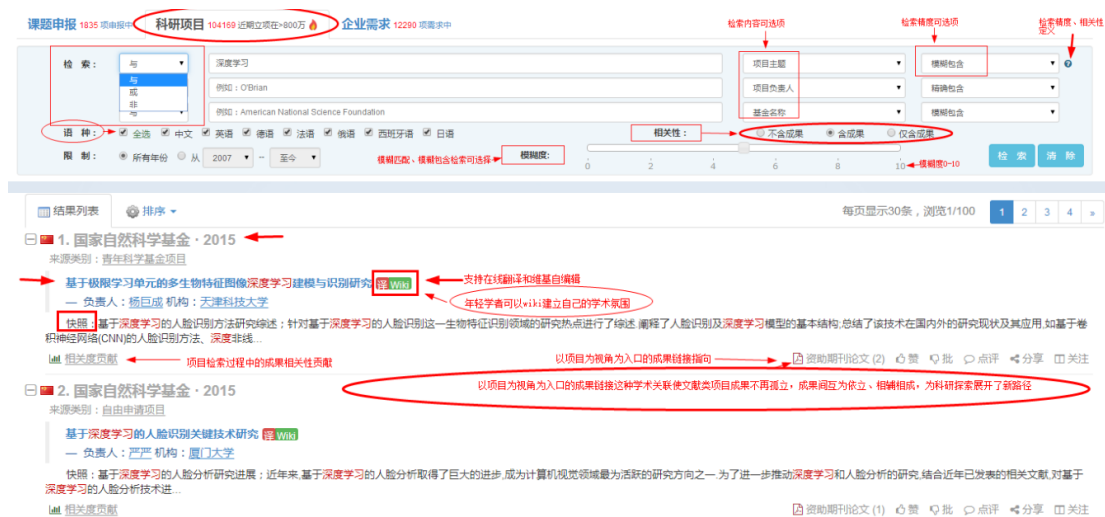 课题申报 1835 项申报中 科研项目 104169 近期立项在>800万 企业需求 12290 项需求中
检索内容可选项 检索精度可选项 检索精度、相关性定义
检 索： 与 深度学习 项目主题 模糊包含
与
或
非
例如：O'Brian 项目负责人 精确包含
与 例如：American National Science Foundation 基金名称 模糊包含
语 种： 全选 中文 英语 德语 法语 俄语 西班牙语 日语 相关性： 不含成果 含成果 仅含成果
限 制： 所有年份 从 2007 - 至今 模糊匹配、模糊包含检索可选择 模糊度： 0 2 4 6 8 10 模糊度0-10 检 索 清 除
结果列表 排序 每页显示30条，浏览1/100 1 2 3 4 »
1. 国家自然科学基金 · 2015
来源类别：青年科学基金项目
基于极限学习单元的多生物特征图像深度学习建模与识别研究 译 Wiki 支持在线翻译和维基自编辑
— 负责人：杨巨成 机构：天津科技大学 年轻学者可以wiki建立自己的学术氛围
快照：基于深度学习的人脸识别方法研究综述；针对基于深度学习的人脸识别这一生物特征识别领域的研究热点进行了综述.阐释了人脸识别及深度学习模型的基本结构;总结了该技术在国内外的研究现状及其应用,如基于卷
积神经网络(CNN)的人脸识别方法、深度非线...
相关度贡献 项目检索过程中的成果相关性贡献 以项目为视角为入口的成果链接指向 资助期刊论文 (2) 赞 批 点评 分享 关注
2. 国家自然科学基金 · 2015 以项目为视角为入口的成果链接这种学术关联使文献类项目成果不再孤立，成果间互为依立、相辅相成，为科研探索展开了新路径
来源类别：自由申请项目
基于深度学习的人脸识别关键技术研究 译 Wiki
— 负责人：严严 机构：厦门大学
快照：基于深度学习的人脸分析研究进展；近年来,基于深度学习的人脸分析取得了巨大的进步,成为计算机视觉领域最为活跃的研究方向之一.为了进一步推动深度学习和人脸分析的研究,结合近年已发表的相关文献,对基于
深度学习的人脸分析技术进...
相关度贡献 资助期刊论文 (1) 赞 批 点评 分享 关注